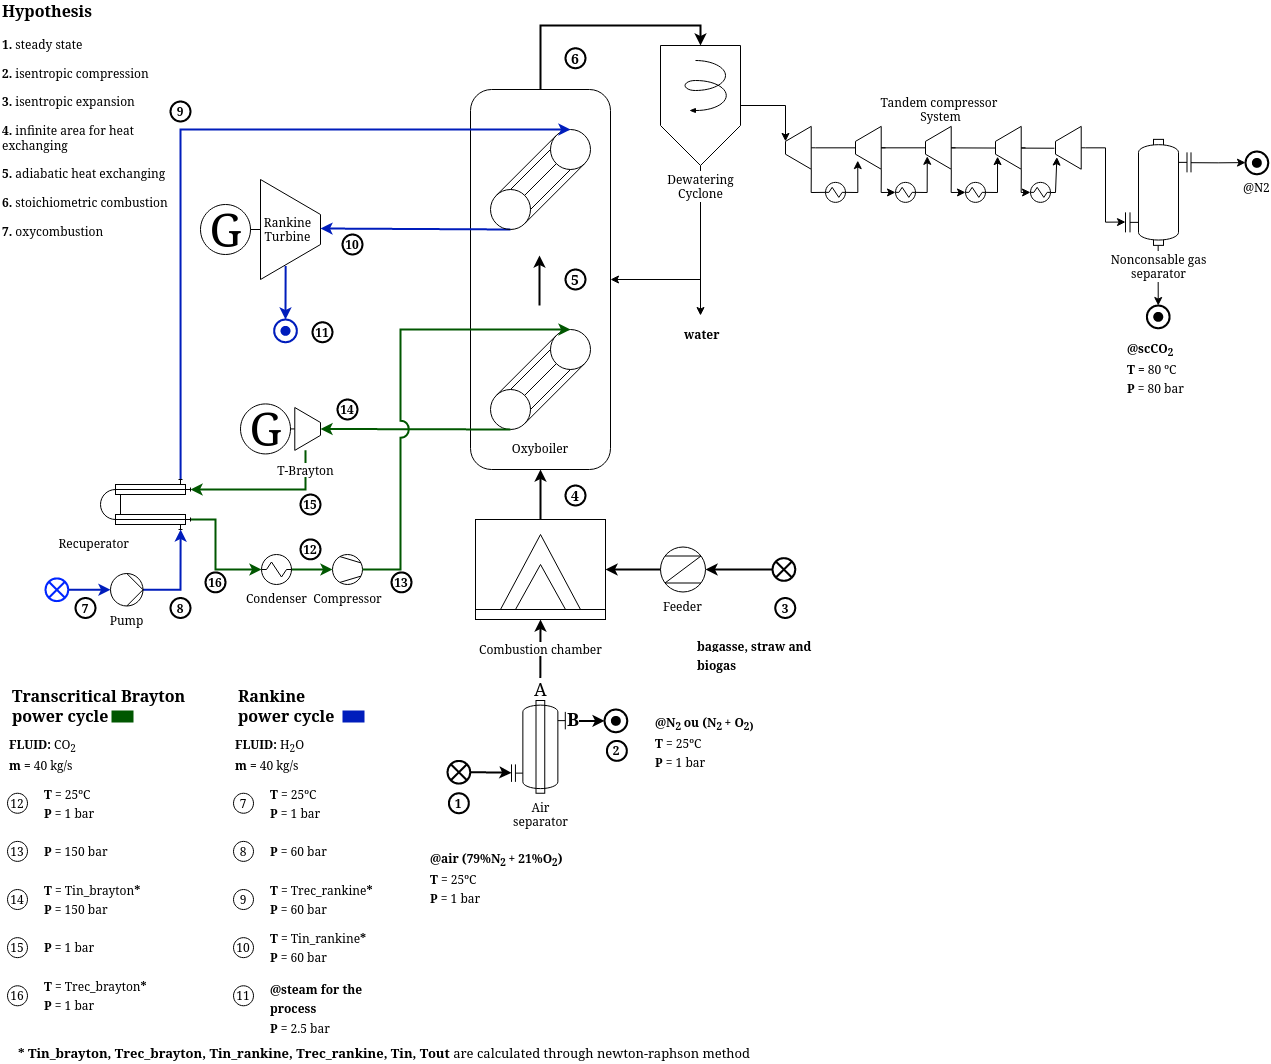 Hypothesis
1. steady state
2. isentropic compression
3. isentropic expansion
4. infinite area for heat
exchanging
5. adiabatic heat exchanging
6. stoichiometric combustion
7. oxycombustion
9
6
Tandem compressor
System
Dewatering
Cyclone
@N2
G
Rankine
Turbine
10
5
Nonconsable gas
separator
11
water
@scCO2
T = 80 ºC
P = 80 bar
14
G
T-Brayton
Oxyboiler
15
4
Recuperator
12
16
13
Condenser
Compressor
7
8
Pump
Feeder
3
Combustion chamber
bagasse, straw and
biogas
A
B
2
1
Air
separator
@N2 ou (N2 + O2)
T = 25ºC
P = 1 bar
@air (79%N2 + 21%O2)
T = 25ºC
P = 1 bar
Transcritical Brayton
power cycle
FLUID: CO2
m = 40 kg/s
12
T = 25ºC
P = 1 bar
13
P = 150 bar
14
T = Tin_brayton*
P = 150 bar
15
P = 1 bar
16
T = Trec_brayton*
P = 1 bar
Rankine
power cycle
FLUID: H2O
m = 40 kg/s
7
T = 25ºC
P = 1 bar
8
P = 60 bar
9
T = Trec_rankine*
P = 60 bar
10
T = Tin_rankine*
P = 60 bar
11
@steam for the
process
P = 2.5 bar
* Tin_brayton, Trec_brayton, Tin_rankine, Trec_rankine, Tin, Tout are calculated through newton-raphson method